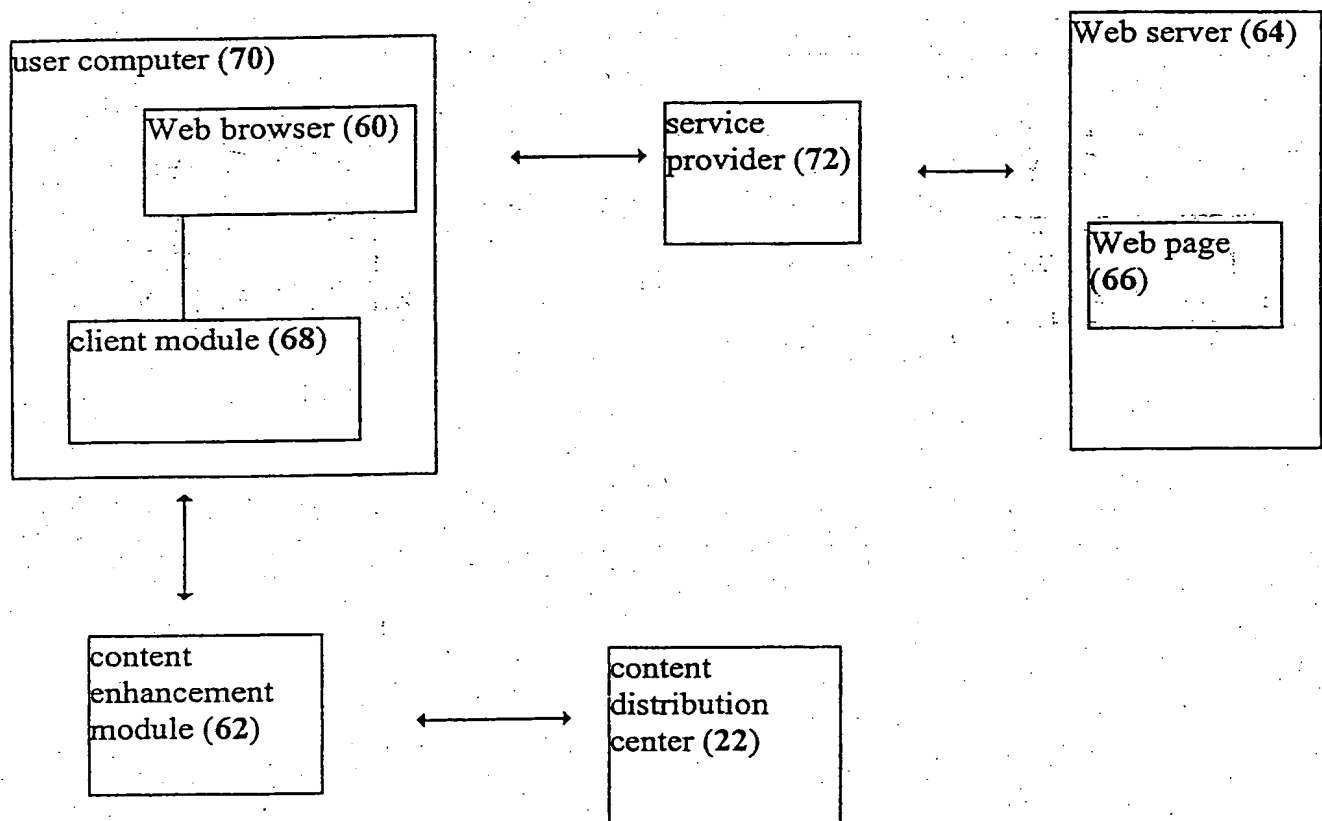 user computer (70)
Web browser (60)
client module (68)
service
provider (72)
Web server (64)
Web page
(66)
content
enhancement
module (62)
content
distribution
center (22)